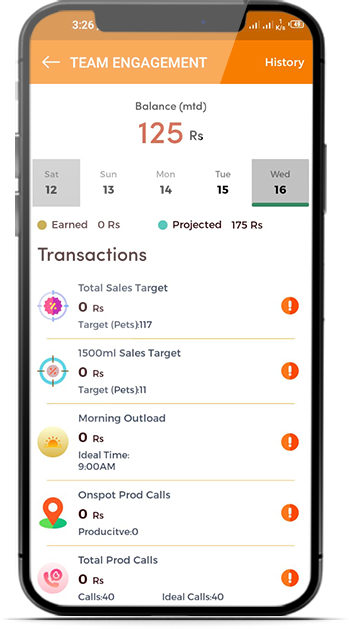 3:26
49
K/s
TEAM ENGAGEMENT History
Balance (mtd)
125 Rs
Sat Sun Mon Tue Wed
12 13 14 15 16
Earned 0 Rs Projected 175 Rs
Transactions
Total Sales Target
0 Rs
Target (Pets):117
1500ml Sales Target
0 Rs
Target (Pets):11
Morning Outload
0 Rs
Ideal Time:
9:00AM
Onspot Prod Calls
0 Rs
Producitve:0
Total Prod Calls
0 Rs
Calls:40 Ideal Calls:40